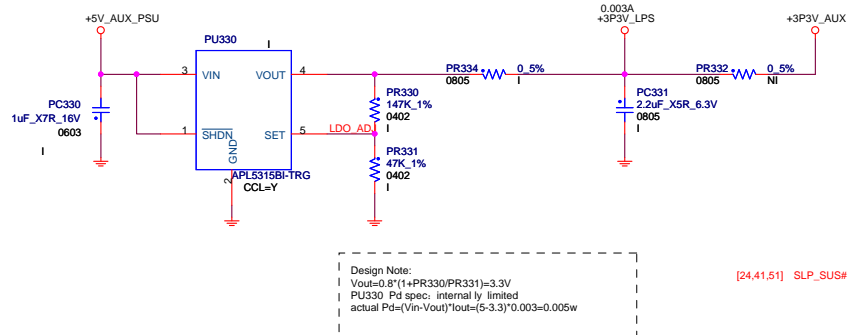 0.003A
+5V_AUX_PSU
+3P3V_LPS
+3P3V_AUX
PU330
I
3
VIN
VOUT
4
PR334
0805
0_5%
I
PR332
0805
0_5%
NI
PC330
1uF_X7R_16V
0603
I
PR330
147K_1%
0402
I
PC331
2.2uF_X5R_6.3V
0805
I
1
SHDN
SET
5
LDO_ADJ
GND
2
PR331
47K_1%
0402
I
APL5315BI-TRG
CCL=Y
Design Note:
Vout=0.8*(1+PR330/PR331)=3.3V
PU330 Pd spec: internal ly limited
actual Pd=(Vin-Vout)*Iout=(5-3.3)*0.003=0.005w
[24,41,51] SLP_SUS#